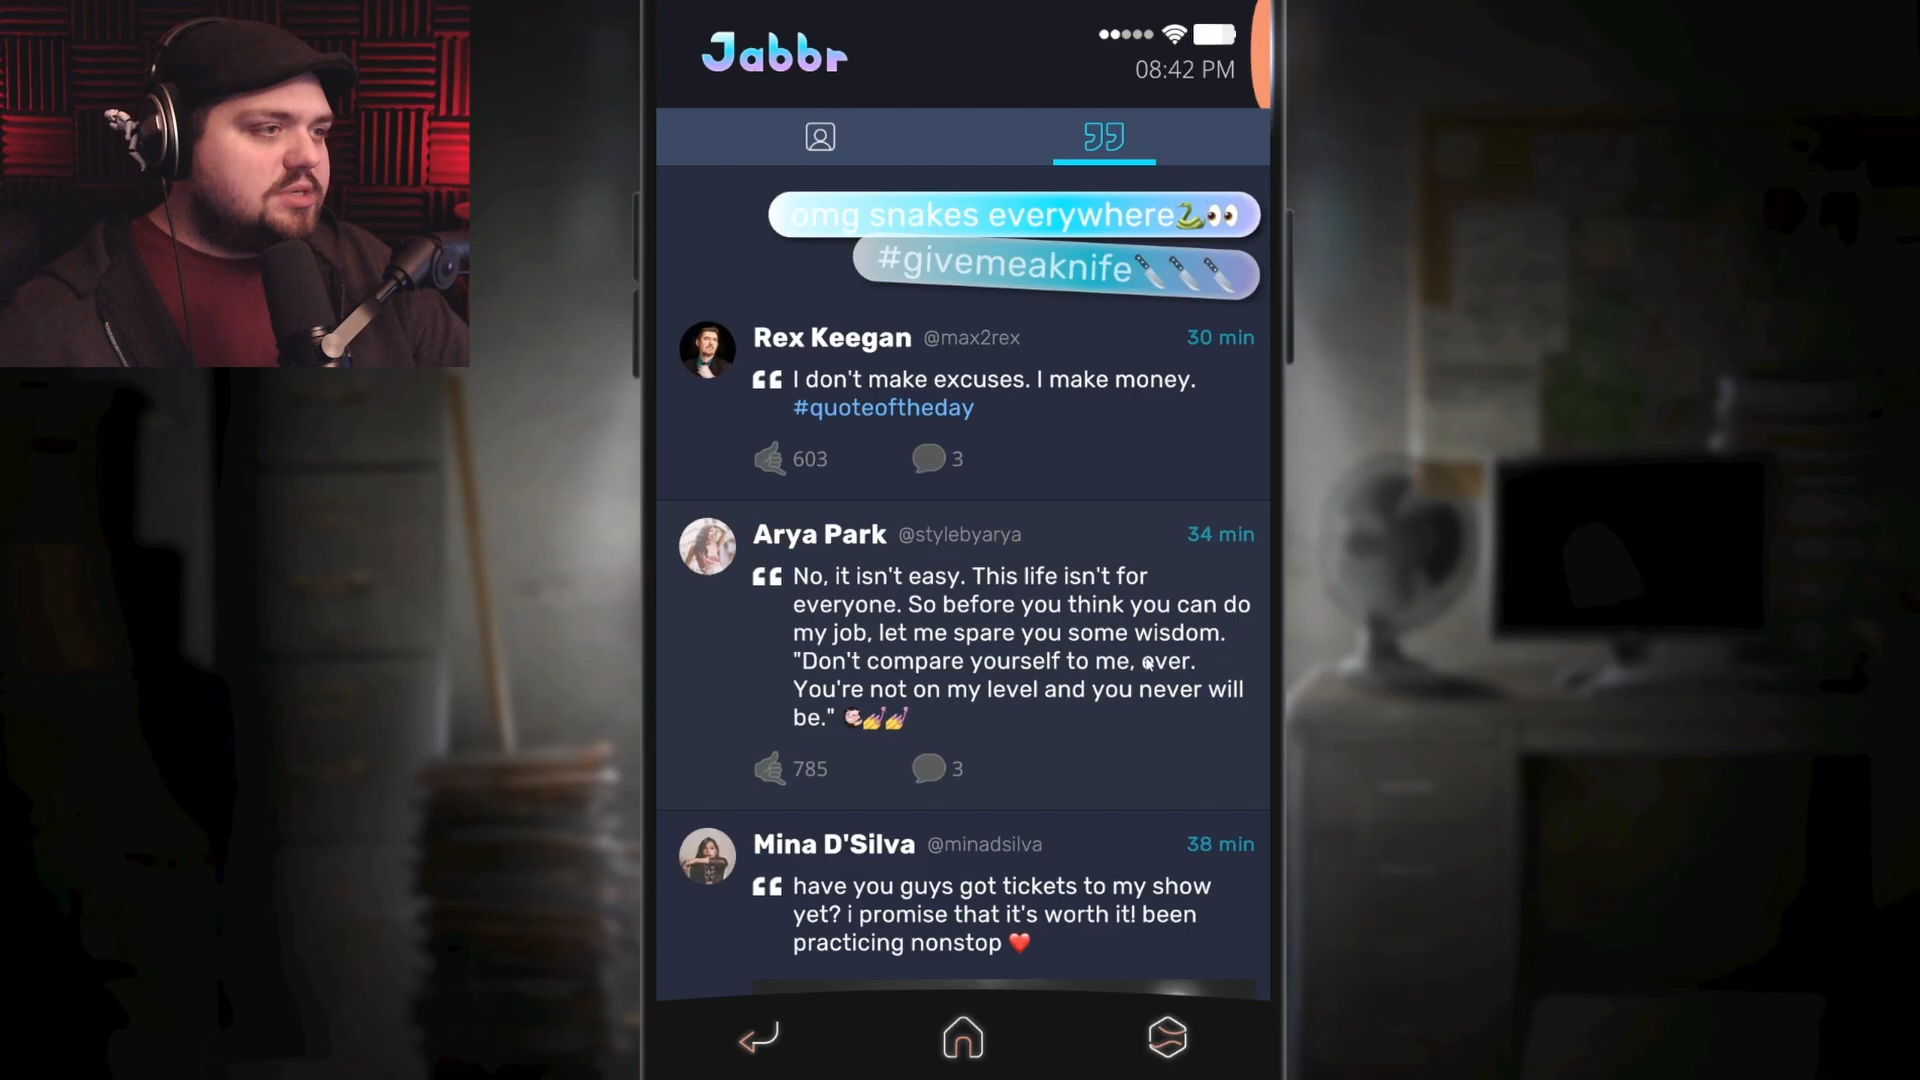 Jabbr
08:42 PM
omg snakes everywhere🐍👀
#givemeaknife🔪🔪🔪
Rex Keegan @max2rex 30 min
I don't make excuses. I make money.
#quoteoftheday
603 3
Arya Park @stylebyarya 34 min
No, it isn't easy. This life isn't for
everyone. So before you think you can do
my job, let me spare you some wisdom.
"Don't compare yourself to me, ever.
You're not on my level and you never will
be." 💅💅
785 3
Mina D'Silva @minadsilva 38 min
have you guys got tickets to my show
yet? i promise that it's worth it! been
practicing nonstop ❤️